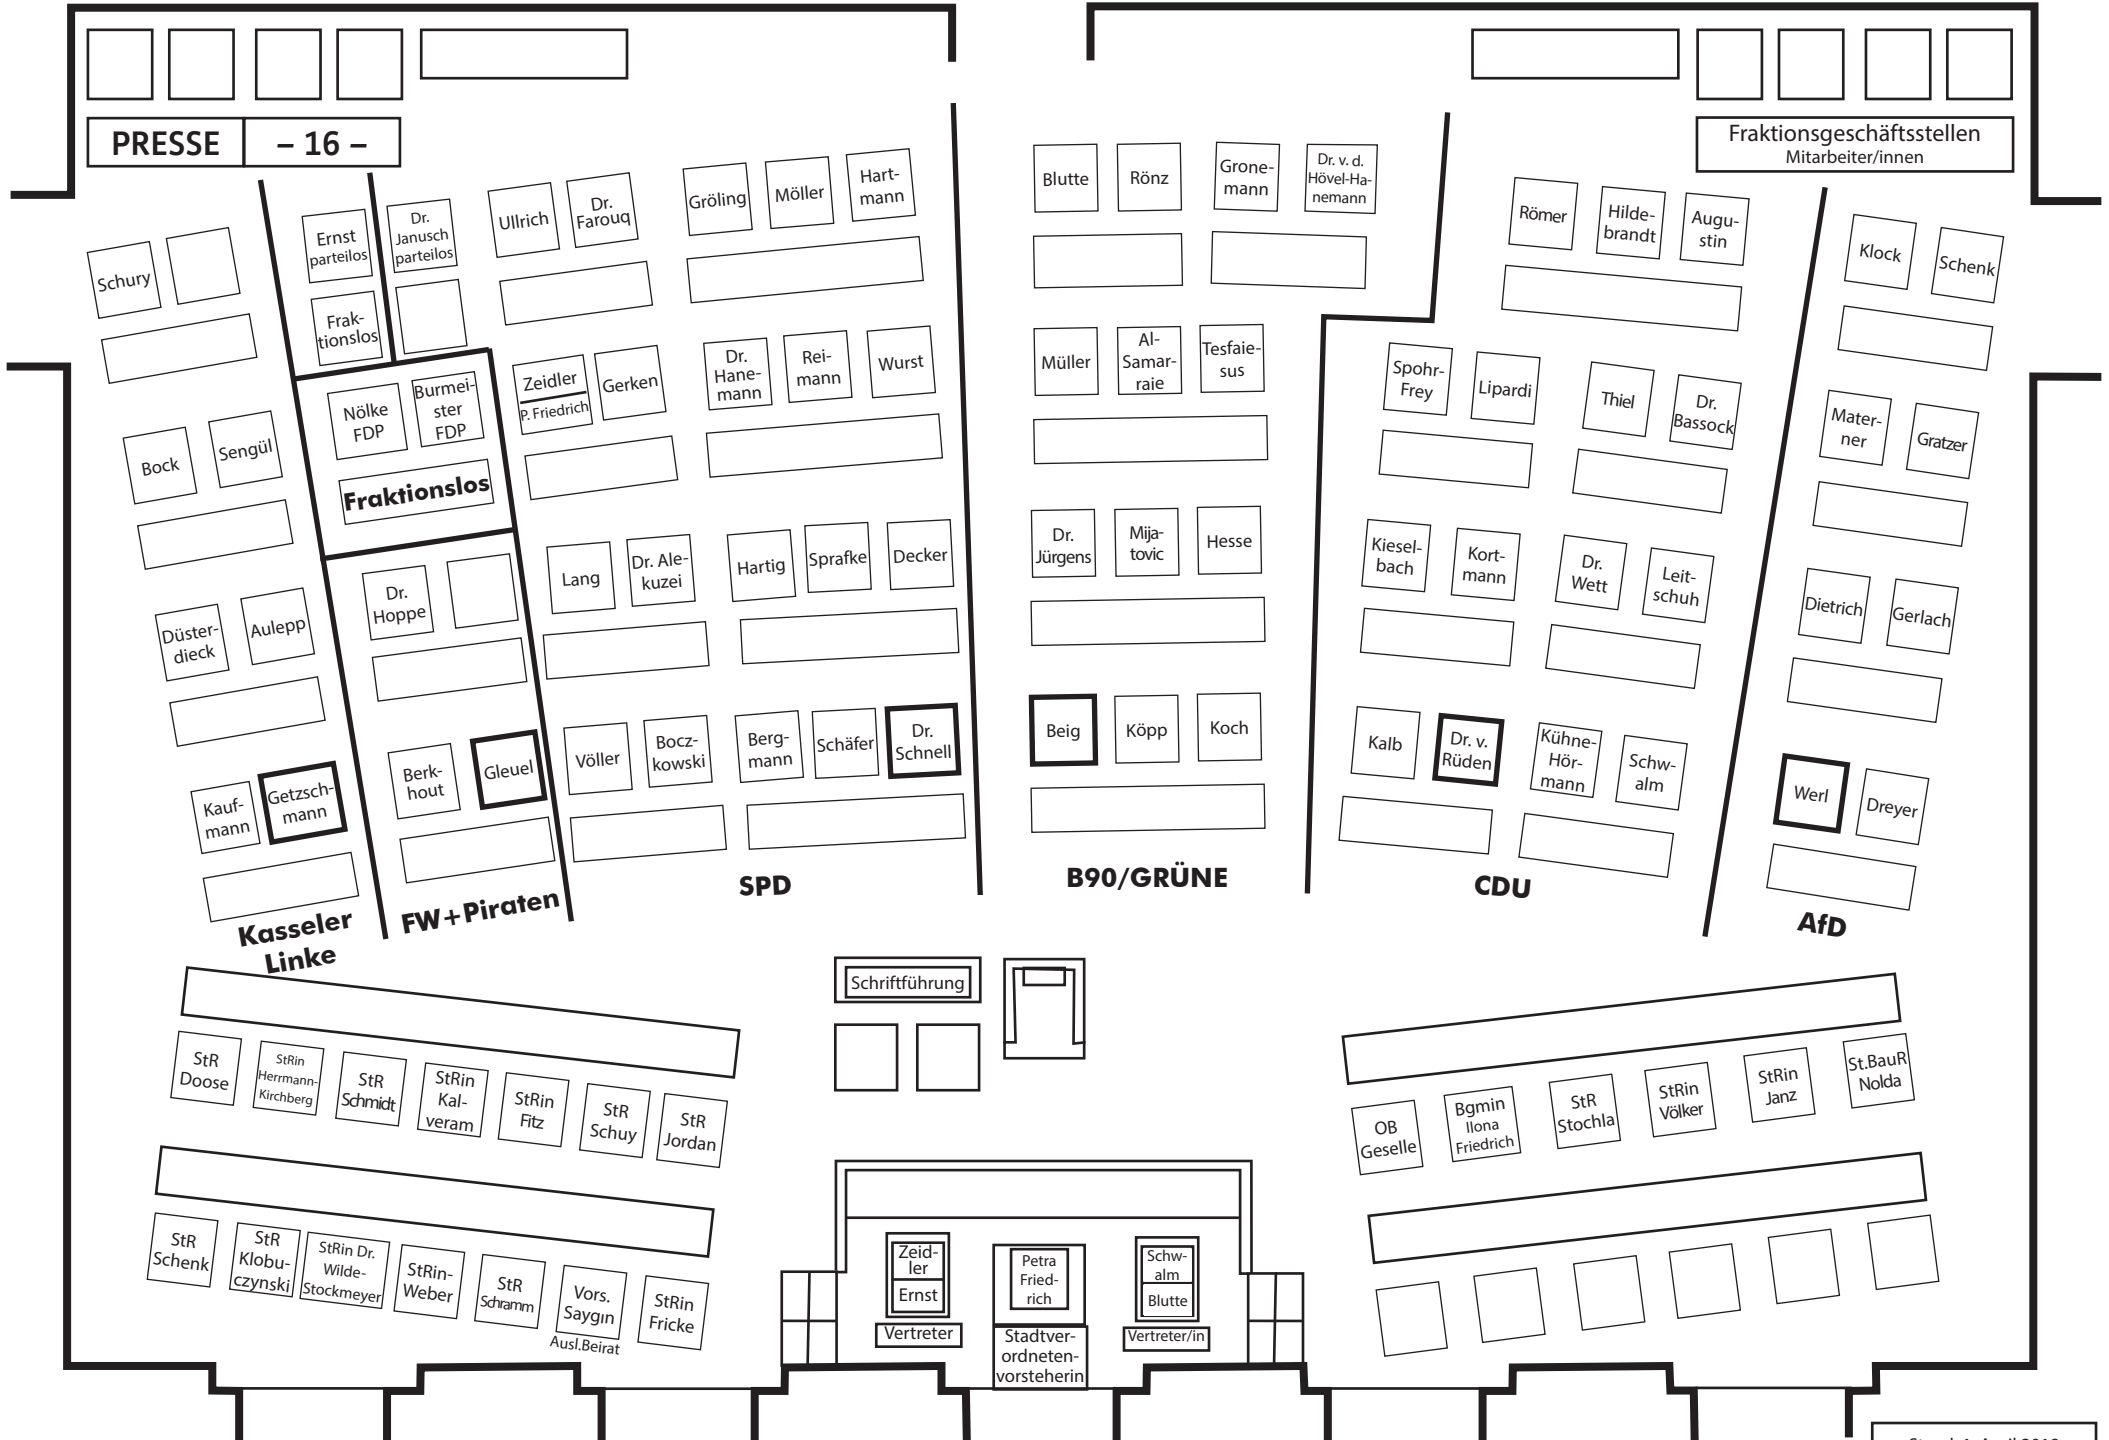 PRESSE
– 16 –
Fraktionsgeschäftsstellen
Mitarbeiter/innen
Schury
Bock
Sengül
Düster-
dieck
Aulepp
Kauf-
mann
Getzsch-
mann
Kasseler
Linke
Ernst
parteilos
Frak-
tionslos
Dr.
Janusch
parteilos
Nölke
FDP
Burmei-
ster
FDP
Fraktionslos
Dr.
Hoppe
Berk-
hout
Gleuel
FW+Piraten
Ullrich
Dr.
Farouq
Gröling
Möller
Hart-
mann
Zeidler
P. Friedrich
Gerken
Dr.
Hane-
mann
Rei-
mann
Wurst
Lang
Dr. Ale-
kuzei
Hartig
Sprafke
Decker
Völler
Bocz-
kowski
Berg-
mann
Schäfer
Dr.
Schnell
SPD
Blutte
Rönz
Grone-
mann
Dr. v. d.
Hövel-Ha-
nemann
Müller
Al-
Samar-
raie
Tesfaie-
sus
Dr.
Jürgens
Mija-
tovic
Hesse
Beig
Köpp
Koch
B90/GRÜNE
Römer
Hilde-
brandt
Augu-
stin
Spohr-
Frey
Lipardi
Thiel
Dr.
Bassock
Kiesel-
bach
Kort-
mann
Dr.
Wett
Leit-
schuh
Kalb
Dr. v.
Rüden
Kühne-
Hör-
mann
Schw-
alm
CDU
Klock
Schenk
Mater-
ner
Gratzer
Dietrich
Gerlach
Werl
Dreyer
AfD
Schriftführung
StR
Doose
StRin
Herrmann-
Kirchberg
StR
Schmidt
StRin
Kal-
veram
StRin
Fitz
StR
Schuy
StR
Jordan
StR
Schenk
StR
Klobu-
czynski
StRin Dr.
Wilde-
Stockmeyer
StRin-
Weber
StR
Schramm
Vors.
Saygın
Ausl.Beirat
StRin
Fricke
Zeid-
ler
Ernst
Vertreter
Petra
Fried-
rich
Stadtver-
ordneten-
vorsteherin
Schw-
alm
Blutte
Vertreter/in
OB
Geselle
Bgmin
Ilona
Friedrich
StR
Stochla
StRin
Völker
StRin
Janz
St.BauR
Nolda